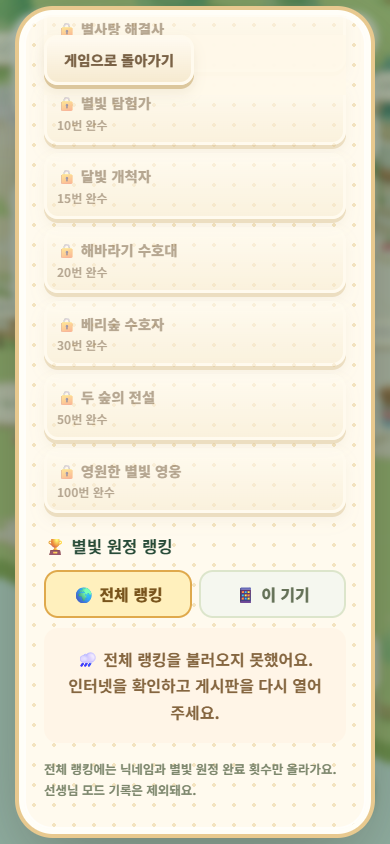 별사탕 해결사
게임으로 돌아가기
별빛 탐험가
10번 완수
달빛 개척자
15번 완수
해바라기 수호대
20번 완수
베리숲 수호자
30번 완수
두 숲의 전설
50번 완수
영원한 별빛 영웅
100번 완수
별빛 원정 랭킹
전체 랭킹
이 기기
전체 랭킹을 불러오지 못했어요.
인터넷을 확인하고 게시판을 다시 열어
주세요.
전체 랭킹에는 닉네임과 별빛 원정 완료 횟수만 올라가요.
선생님 모드 기록은 제외돼요.